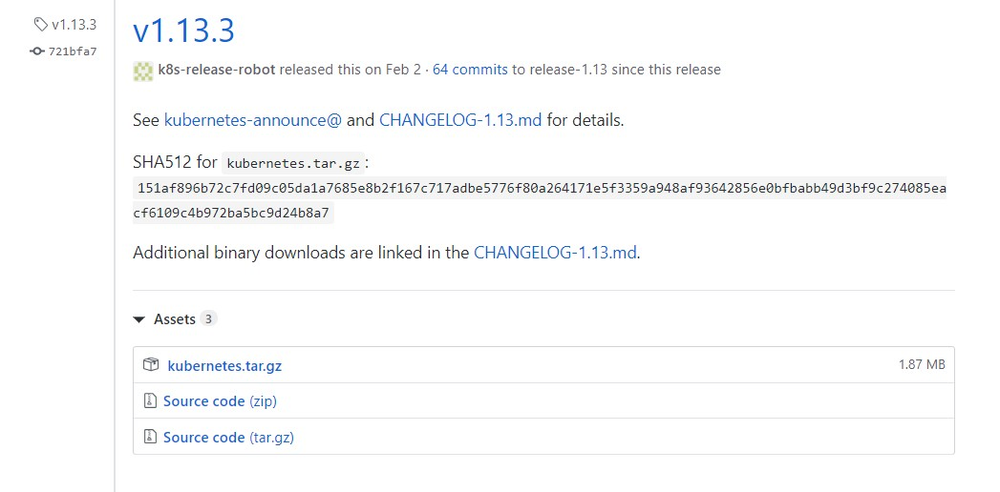 v1.13.3
721bfa7
v1.13.3
k8s-release-robot released this on Feb 2 · 64 commits to release-1.13 since this release
See kubernetes-announce@ and CHANGELOG-1.13.md for details.
SHA512 for kubernetes.tar.gz :
151af896b72c7fd09c05da1a7685e8b2f167c717adbe5776f80a264171e5f3359a948af93642856e0bfbabb49d3bf9c274085ea
cf6109c4b972ba5bc9d24b8a7
Additional binary downloads are linked in the CHANGELOG-1.13.md.
Assets 3
kubernetes.tar.gz 1.87 MB
Source code (zip)
Source code (tar.gz)